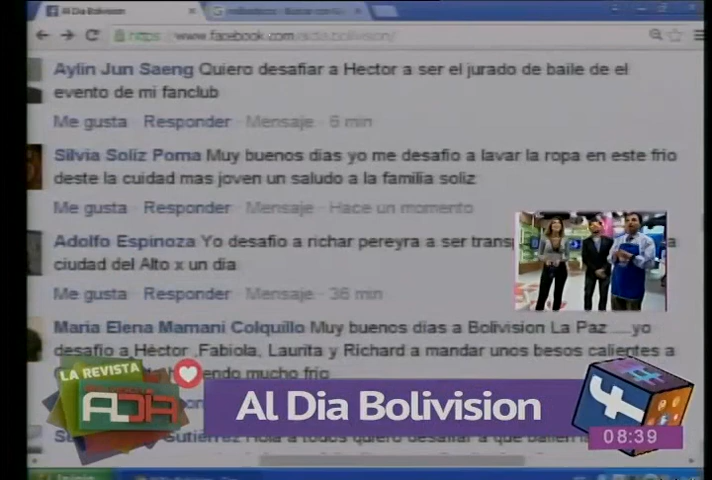 Al Dia Bolivision
https://www.facebook.com/aldia.bolivision/
Aylin Jun Saeng Quiero desafiar a Hector a ser el jurado de baile de el
evento de mi fanclub
Me gusta · Responder · Mensaje · 6 min
Silvia Soliz Poma Muy buenos dias yo me desafio a lavar la ropa en este frio
deste la cuidad mas joven un saludo a la familia soliz
Me gusta · Responder · Mensaje · Hace un momento
Adolfo Espinoza Yo desafio a richar pereyra a ser
ciudad del Alto x un dia
Me gusta · Responder · Mensaje · 36 min
Maria Elena Mamani Colquillo Muy buenos dias a Bolivision La Paz ....yo
desafio a Héctor ,Fabiola, Laurita y Richard a mandar unos besos calientes a
mucho frio
LA REVISTA
ALDIA
Al Dia Bolivision
08:39
Gutierrez Hola a todos quiero desafiar a que bailen